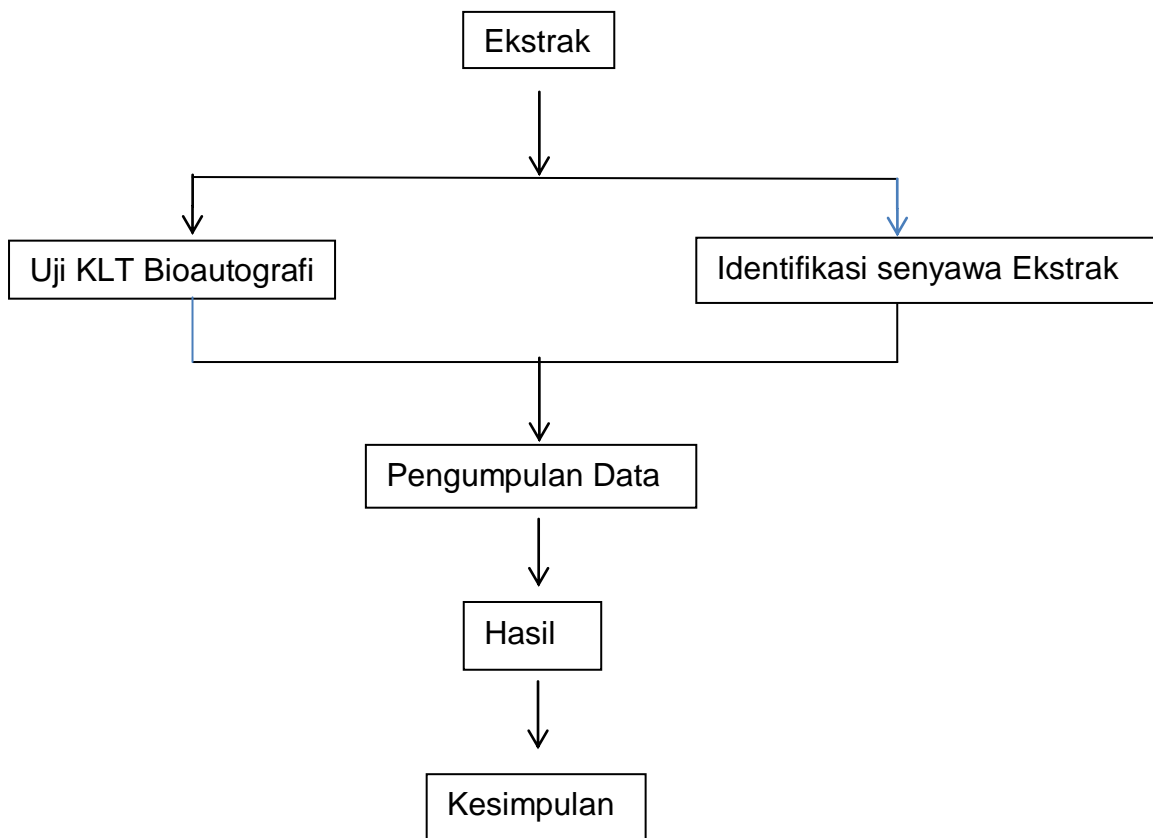 Ekstrak
Uji KLT Bioautografi
Identifikasi senyawa Ekstrak
Pengumpulan Data
Hasil
Kesimpulan